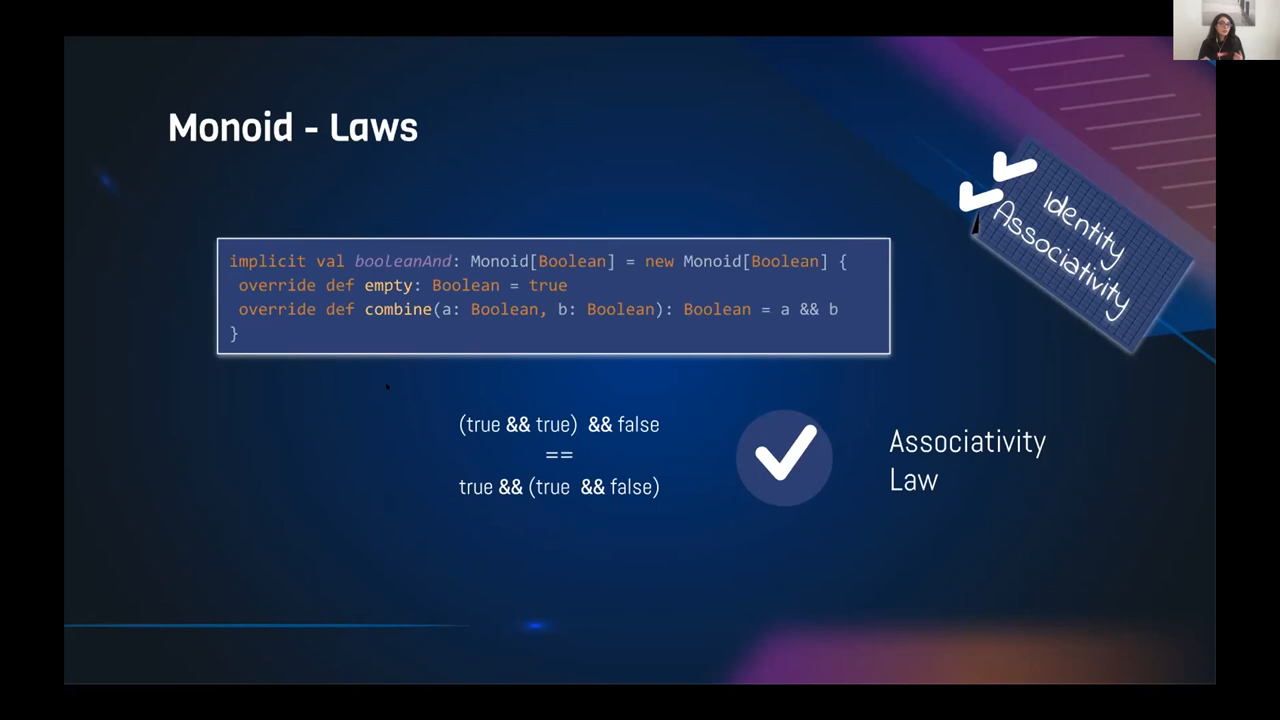 Monoid - Laws
Identity
Associativity
implicit val booleanAnd: Monoid[Boolean] = new Monoid[Boolean] {
override def empty: Boolean = true
override def combine(a: Boolean, b: Boolean): Boolean = a && b
}
(true && true) && false
==
true && (true && false)
Associativity
Law